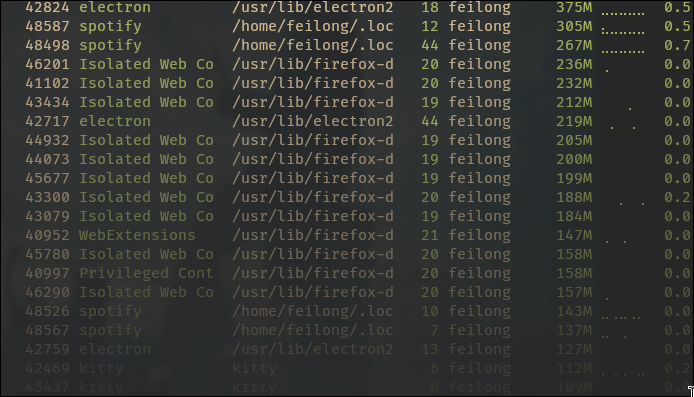 42824 electron /usr/lib/electron2 18 feilong 375M 0.5
48587 spotify /home/feilong/.loc 12 feilong 305M 0.5
48498 spotify /home/feilong/.loc 44 feilong 267M 0.7
46201 Isolated Web Co /usr/lib/firefox-d 20 feilong 236M 0.0
41102 Isolated Web Co /usr/lib/firefox-d 20 feilong 232M 0.0
43434 Isolated Web Co /usr/lib/firefox-d 19 feilong 212M 0.0
42717 electron /usr/lib/electron2 44 feilong 219M 0.0
44932 Isolated Web Co /usr/lib/firefox-d 19 feilong 205M 0.0
44073 Isolated Web Co /usr/lib/firefox-d 19 feilong 200M 0.0
45677 Isolated Web Co /usr/lib/firefox-d 19 feilong 199M 0.0
43300 Isolated Web Co /usr/lib/firefox-d 20 feilong 188M 0.2
43079 Isolated Web Co /usr/lib/firefox-d 19 feilong 184M 0.0
40952 WebExtensions /usr/lib/firefox-d 21 feilong 147M 0.0
45780 Isolated Web Co /usr/lib/firefox-d 20 feilong 158M 0.0
40997 Privileged Cont /usr/lib/firefox-d 20 feilong 158M 0.0
46290 Isolated Web Co /usr/lib/firefox-d 20 feilong 157M 0.0
48526 spotify /home/feilong/.loc 10 feilong 143M 0.0
48567 spotify /home/feilong/.loc 7 feilong 137M 0.0
42759 electron /usr/lib/electron2 13 feilong 127M 0.0
42469 kitty kitty 6 feilong 112M 0.2
45437 kitty kitty 6 feilong 109M 0.0